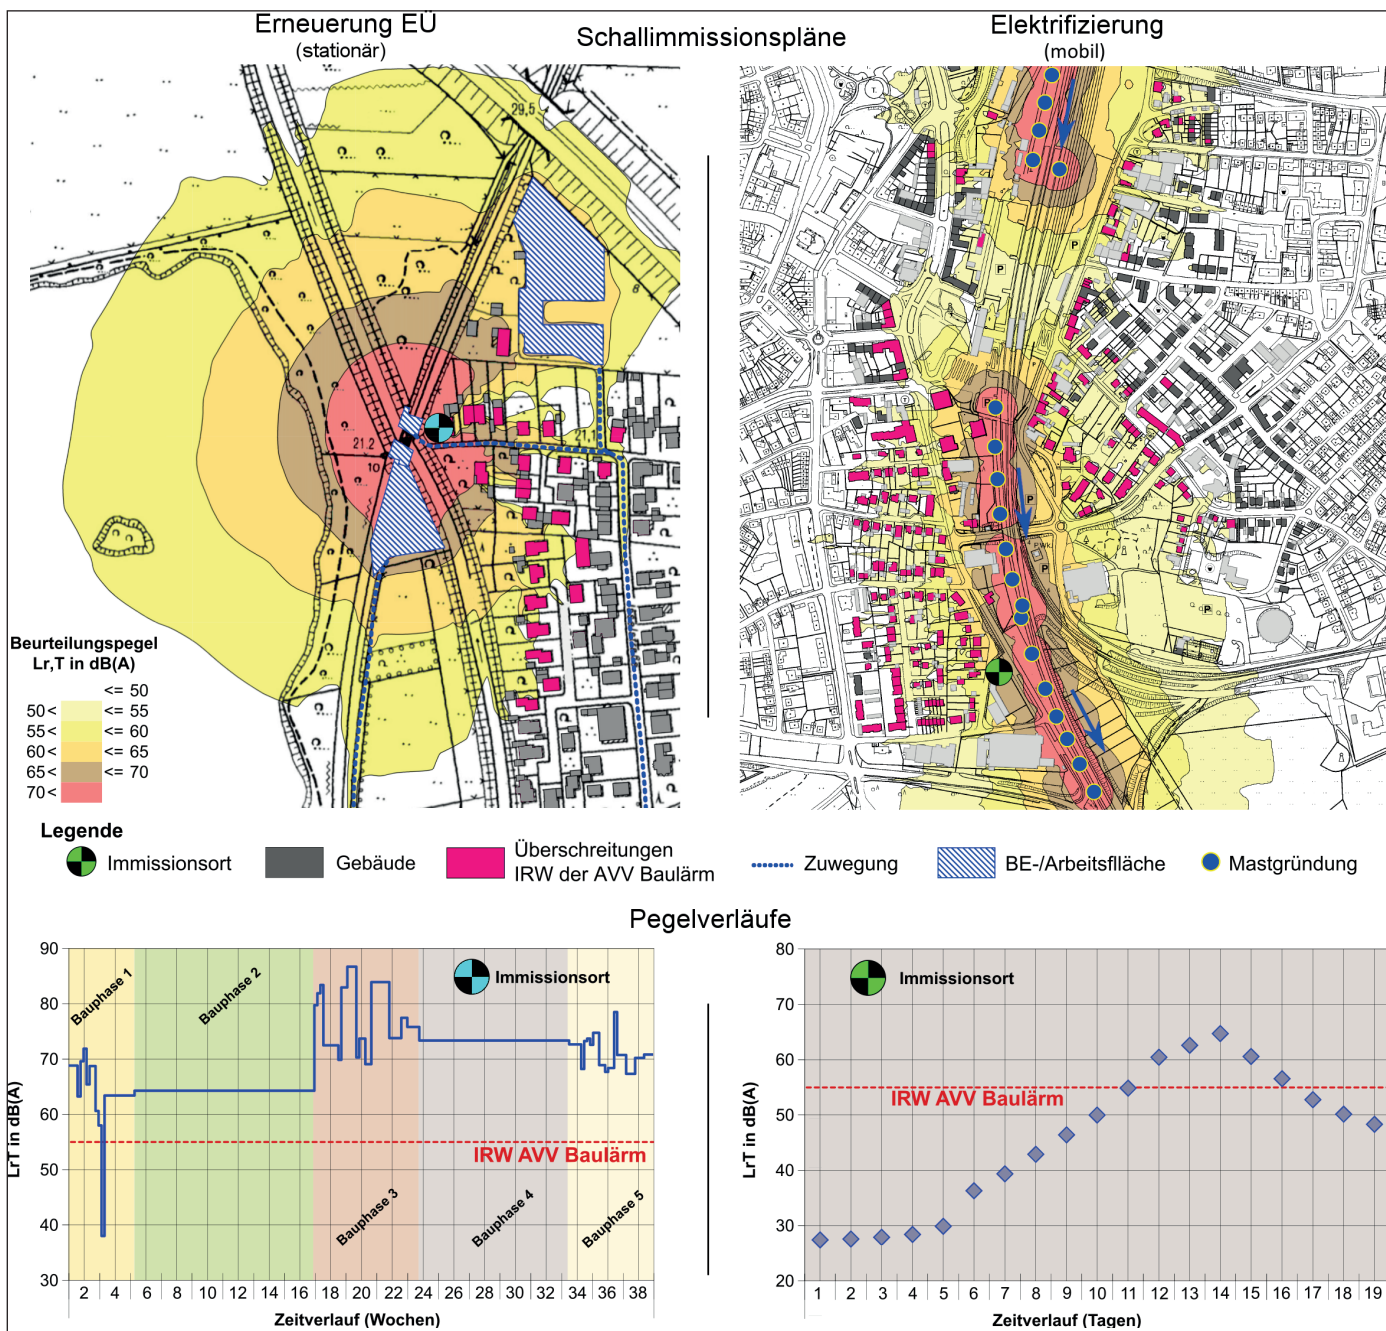 Erneuerung EÜ
(stationär)
Schallimmissionspläne
Elektrifizierung
(mobil)
29,5
8
21.2
10
21,1
P
P
P
P
P
P
Beurteilungspegel
Lr,T in dB(A)
<= 50
50 < <= 55
55 < <= 60
60 < <= 65
65 < <= 70
70 <
Legende
Immissionsort
Gebäude
Überschreitungen
IRW der AVV Baulärm
Zuwegung
BE-/Arbeitsflläche
Mastgründung
Pegelverläufe
90
80
70
60
50
40
30
LrT in dB(A)
Bauphase 1
Bauphase 2
Bauphase 3
Bauphase 4
Bauphase 5
Immissionsort
IRW AVV Baulärm
2 4 6 8 10 12 14 16 18 20 22 24 26 28 30 32 34 36 38
Zeitverlauf (Wochen)
80
70
60
50
40
30
20
LrT in dB(A)
Immissionsort
IRW AVV Baulärm
1 2 3 4 5 6 7 8 9 10 11 12 13 14 15 16 17 18 19
Zeitverlauf (Tagen)